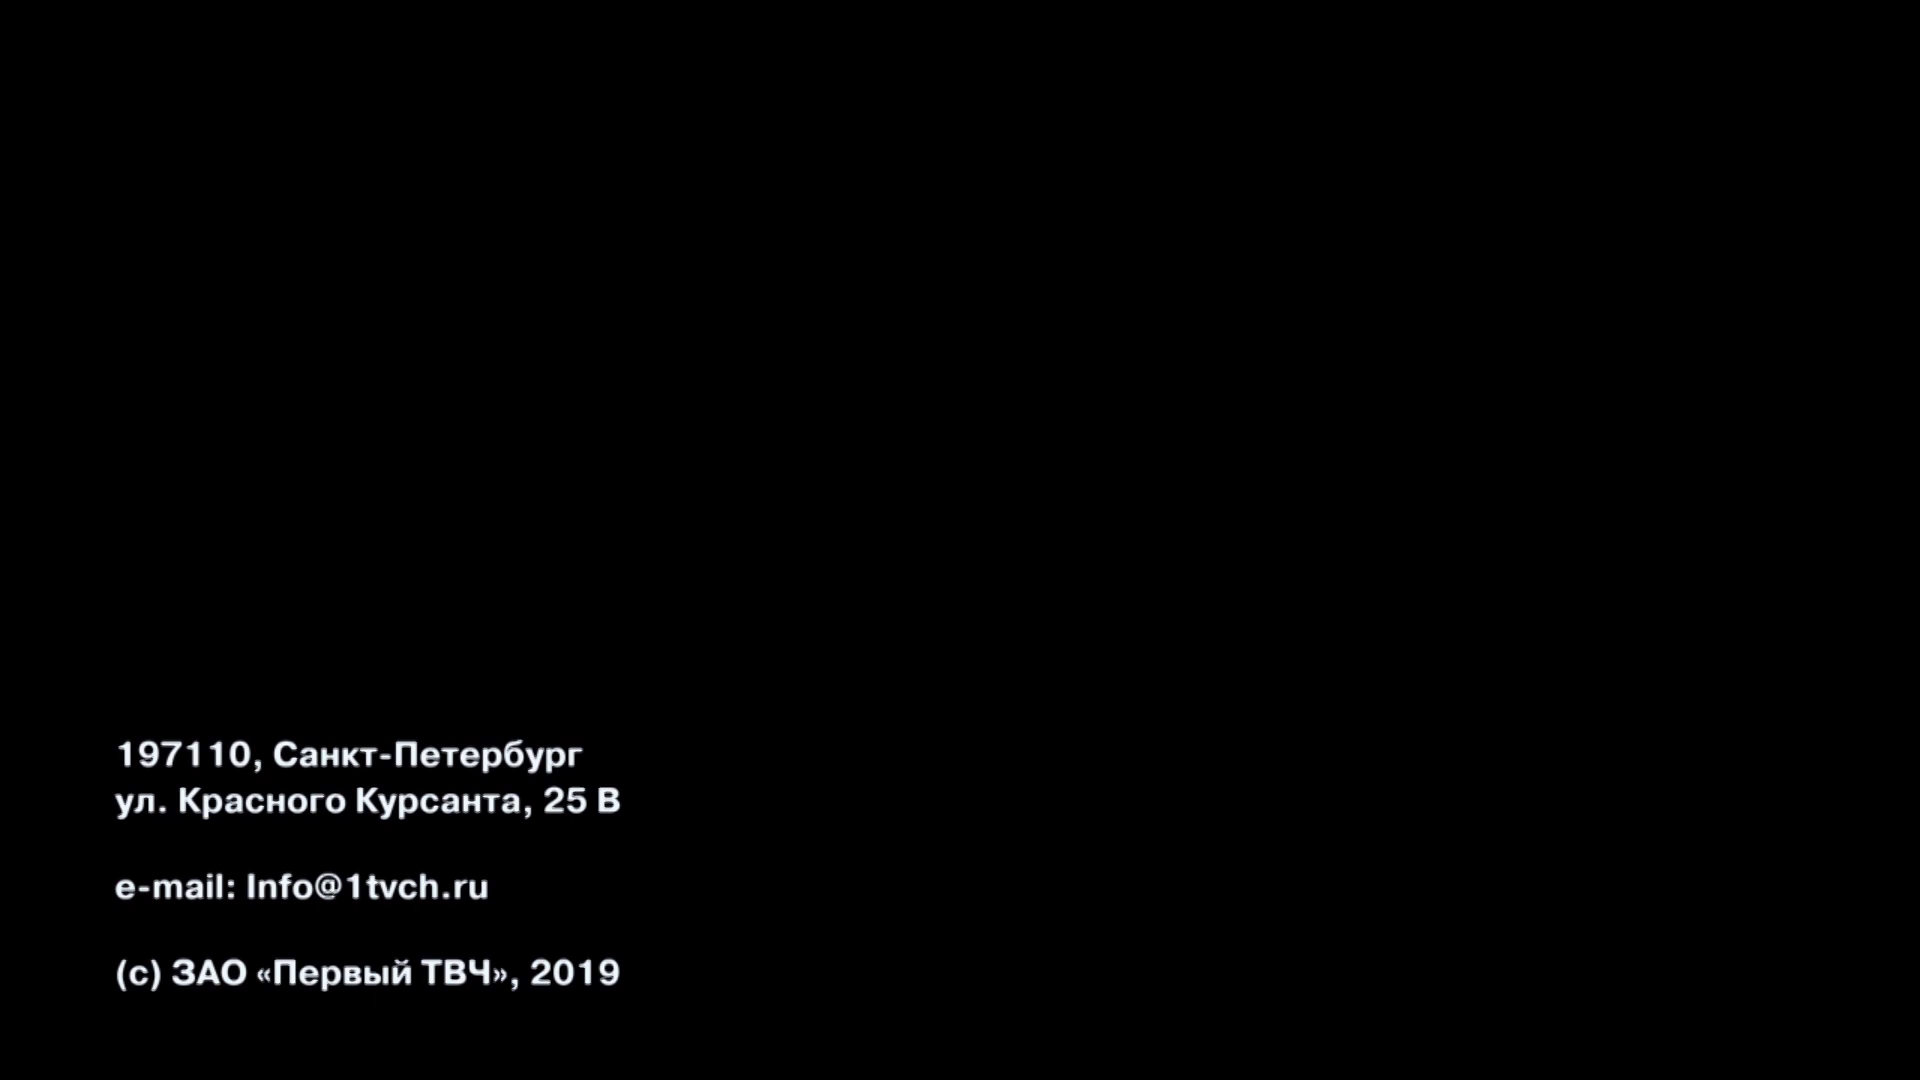 197110, Санкт-Петербург
ул. Красного Курсанта, 25 В
e-mail: Info@1tvch.ru
(c) ЗАО «Первый ТВЧ», 2019